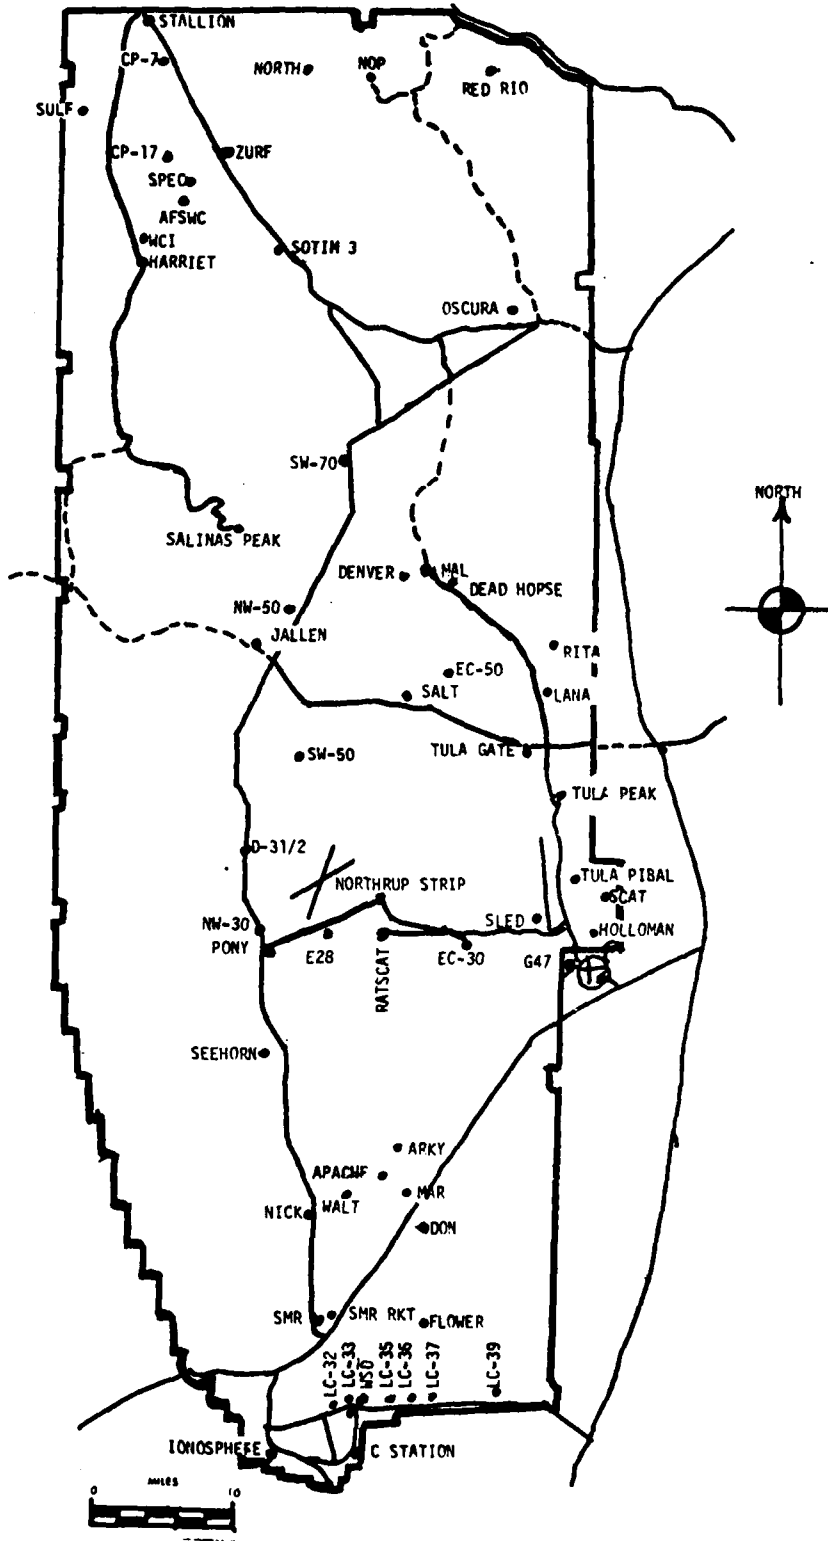 STALLION
CP-7
NORTH
NOP
RED RIO
SULF
CP-17
ZURF
SPEC
AFSWC
WCI
HARRIET
SOTIM 3
OSCURA
SW-70
NORTH
SALINAS PEAK
DENVER
MAL
DEAD HOPSE
NW-50
JALLEN
RITA
EC-50
SALT
LANA
TULA GATE
SW-50
TULA PEAK
D-31/2
NORTHRUP STRIP
TULA PIBAL
SCAT
NW-30
SLED
HOLLOMAN
PONY
E28
RATSCAT
EC-30
G47
SEEHORN
ARKY
APACHE
WALT
MAR
NICK
DON
SMR
SMR RKT
FLOWER
LC-32
LC-33
WSD
LC-35
LC-36
LC-37
LC-39
IONOSPHEFE
C STATION
MILES
0 10